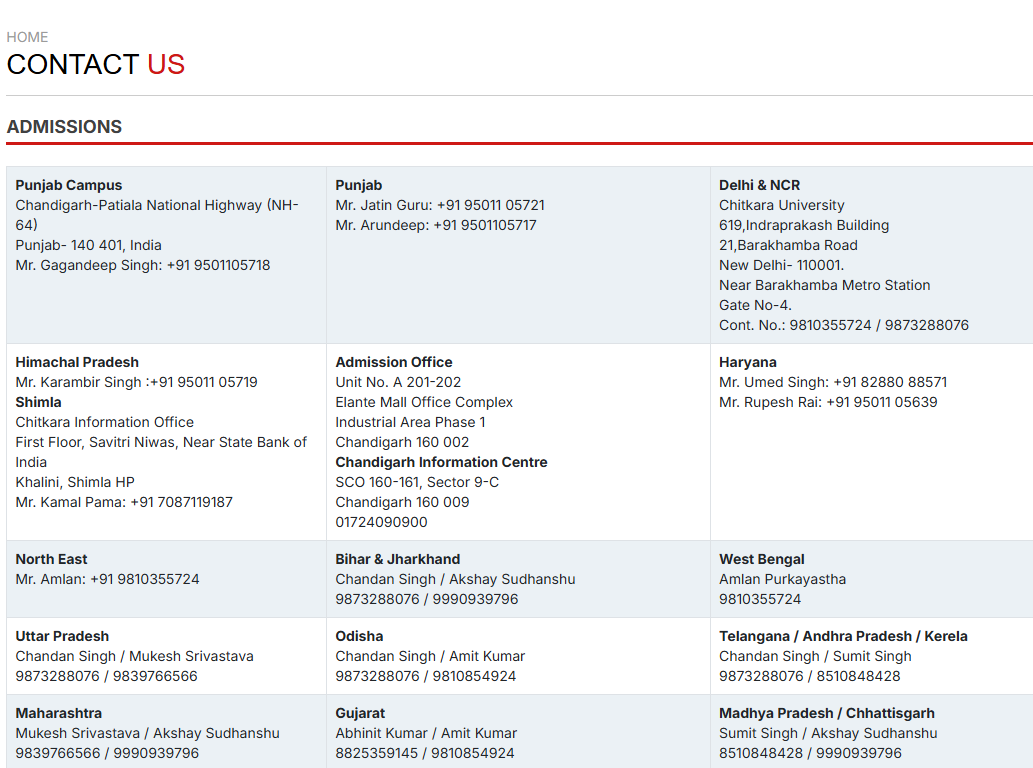 HOME
CONTACT US
ADMISSIONS
Punjab Campus
Chandigarh-Patiala National Highway (NH-
64)
Punjab- 140 401, India
Mr. Gagandeep Singh: +91 9501105718
Punjab
Mr. Jatin Guru: +91 95011 05721
Mr. Arundeep: +91 9501105717
Delhi & NCR
Chitkara University
619,Indraprakash Building
21,Barakhamba Road
New Delhi- 110001.
Near Barakhamba Metro Station
Gate No-4.
Cont. No.: 9810355724 / 9873288076
Himachal Pradesh
Mr. Karambir Singh :+91 95011 05719
Shimla
Chitkara Information Office
First Floor, Savitri Niwas, Near State Bank of
India
Khalini, Shimla HP
Mr. Kamal Pama: +91 7087119187
Admission Office
Unit No. A 201-202
Elante Mall Office Complex
Industrial Area Phase 1
Chandigarh 160 002
Chandigarh Information Centre
SCO 160-161, Sector 9-C
Chandigarh 160 009
01724090900
Haryana
Mr. Umed Singh: +91 82880 88571
Mr. Rupesh Rai: +91 95011 05639
North East
Mr. Amlan: +91 9810355724
Bihar & Jharkhand
Chandan Singh / Akshay Sudhanshu
9873288076 / 9990939796
West Bengal
Amlan Purkayastha
9810355724
Uttar Pradesh
Chandan Singh / Mukesh Srivastava
9873288076 / 9839766566
Odisha
Chandan Singh / Amit Kumar
9873288076 / 9810854924
Telangana / Andhra Pradesh / Kerela
Chandan Singh / Sumit Singh
9873288076 / 8510848428
Maharashtra
Mukesh Srivastava / Akshay Sudhanshu
9839766566 / 9990939796
Gujarat
Abhinit Kumar / Amit Kumar
8825359145 / 9810854924
Madhya Pradesh / Chhattisgarh
Sumit Singh / Akshay Sudhanshu
8510848428 / 9990939796